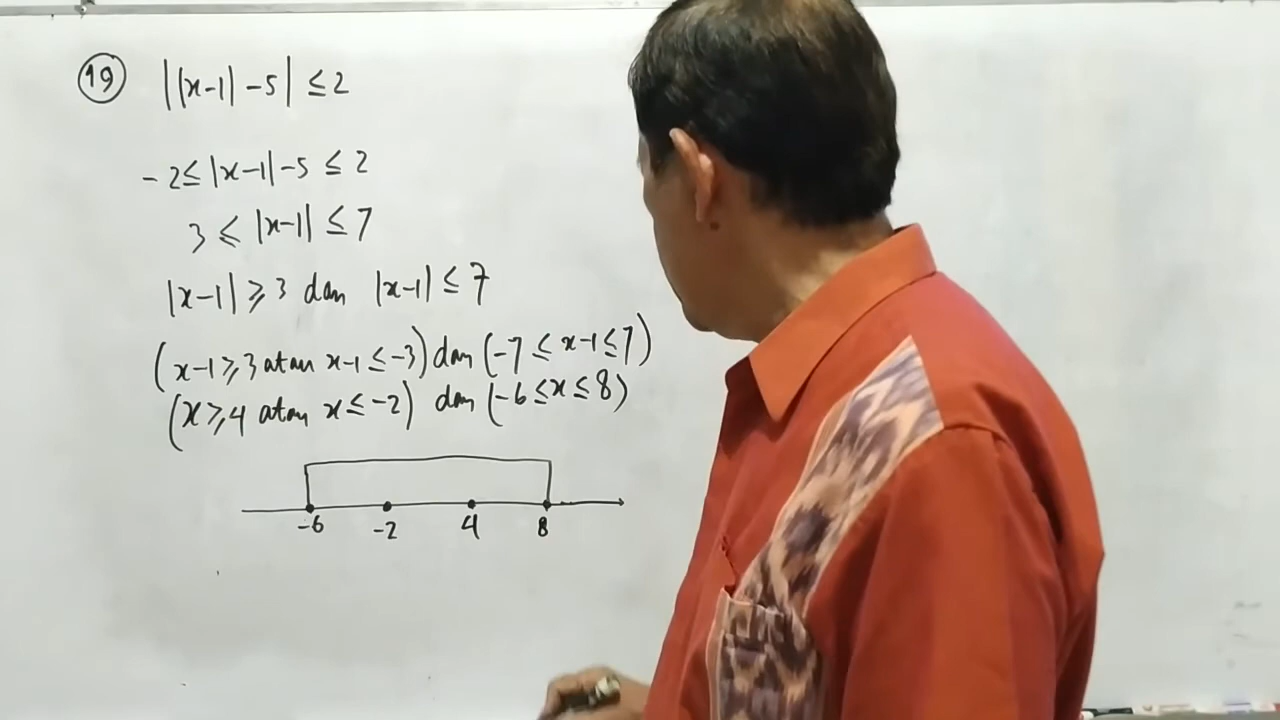 19 ||x-1| -5| ≤ 2
-2 ≤ |x-1| -5 ≤ 2
3 ≤ |x-1| ≤ 7
|x-1| ≥ 3 dan |x-1| ≤ 7
(x-1 ≥ 3 atau x-1 ≤ -3) dan (-7 ≤ x-1 ≤ 7)
(x ≥ 4 atau x ≤ -2) dan (-6 ≤ x ≤ 8)
-6 -2 4 8